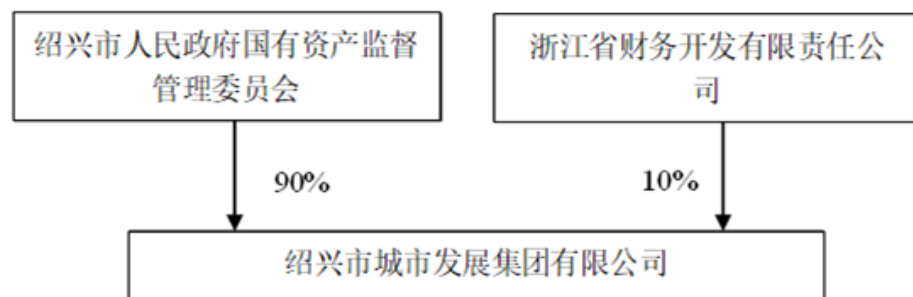 绍兴市人民政府国有资产监督
管理委员会
浙江省财务开发有限责任公
司
90%
10%
绍兴市城市发展集团有限公司